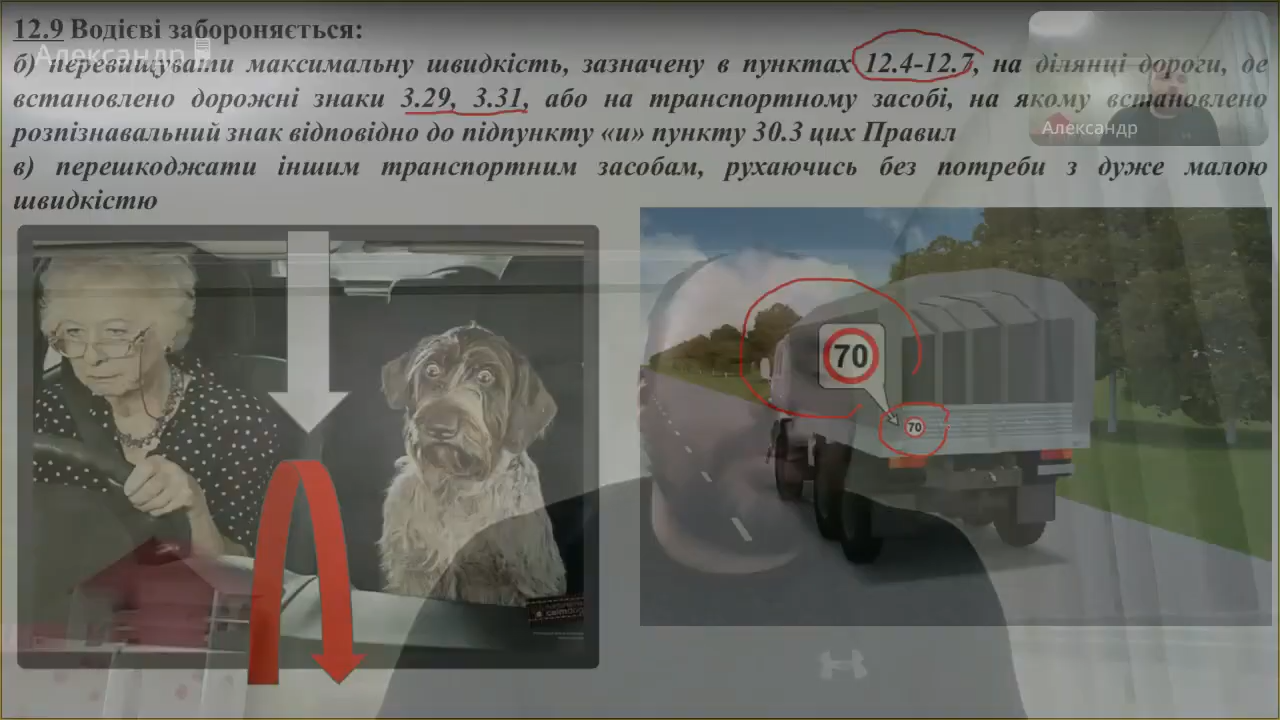 12.9 Водієві забороняється:
Александр
б) перевищувати максимальну швидкість, зазначену в пунктах 12.4-12.7, на ділянці дороги, де
встановлено дорожні знаки 3.29, 3.31, або на транспортному засобі, на якому встановлено
Александр
розпізнавальний знак відповідно до підпункту «и» пункту 30.3 цих Правил
в) перешкоджати іншим транспортним засобам, рухаючись без потреби з дуже малою
швидкістю
70
70